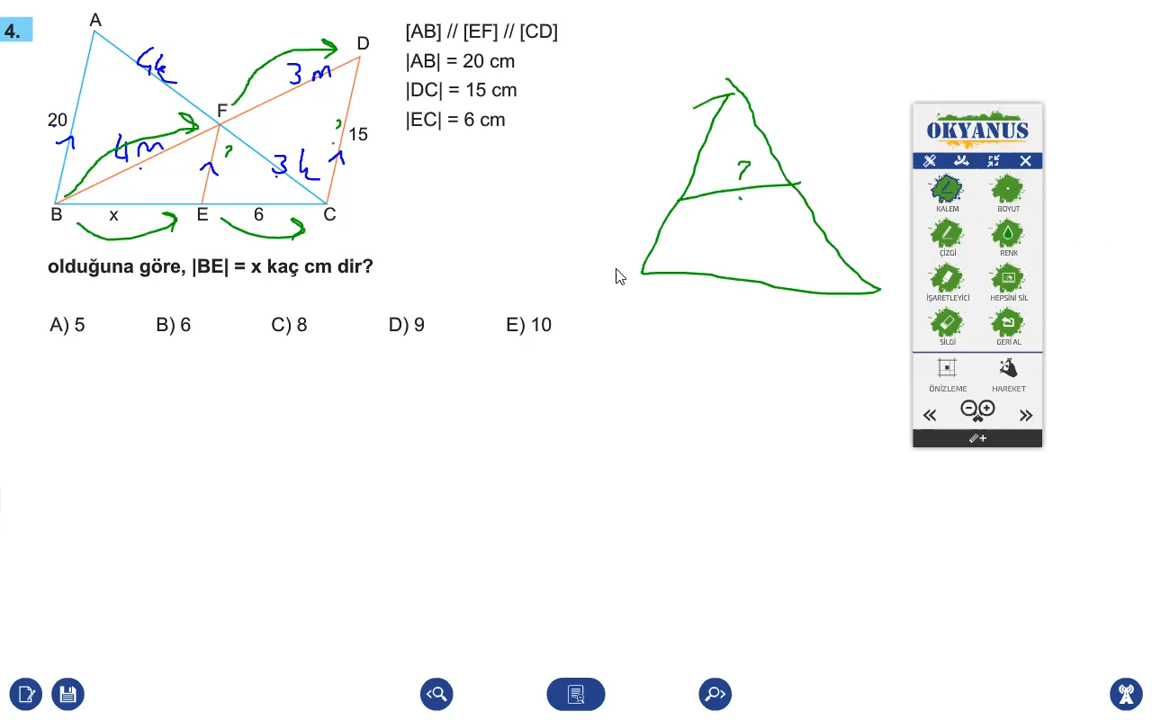 4.
A
D
F
20
15
B
x
E
6
C
4k
3m
4m
3k
?
?
[AB] // [EF] // [CD]
|AB| = 20 cm
|DC| = 15 cm
|EC| = 6 cm
?
olduğuna göre, |BE| = x kaç cm dir?
A) 5 B) 6 C) 8 D) 9 E) 10
OKYANUS
KALEM BOYUT
ÇİZGİ RENK
İŞARETLEYİCİ HEPSİNİ SİL
SİLGİ GERİ AL
ÖNİZLEME HAREKET